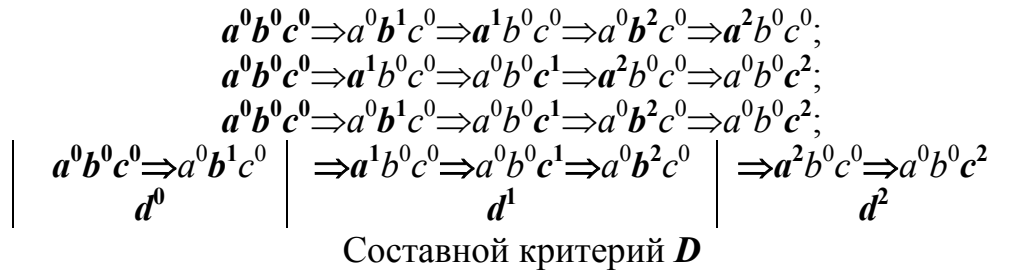 a⁰b⁰c⁰⇒a⁰b¹c⁰⇒a¹b⁰c⁰⇒a⁰b²c⁰⇒a²b⁰c⁰;
a⁰b⁰c⁰⇒a¹b⁰c⁰⇒a⁰b⁰c¹⇒a²b⁰c⁰⇒a⁰b⁰c²;
a⁰b⁰c⁰⇒a⁰b¹c⁰⇒a⁰b⁰c¹⇒a⁰b²c⁰⇒a⁰b⁰c²;
a⁰b⁰c⁰⇒a⁰b¹c⁰ ⇒a¹b⁰c⁰⇒a⁰b⁰c¹⇒a⁰b²c⁰ ⇒a²b⁰c⁰⇒a⁰b⁰c²
d⁰ d¹ d²
Составной критерий D